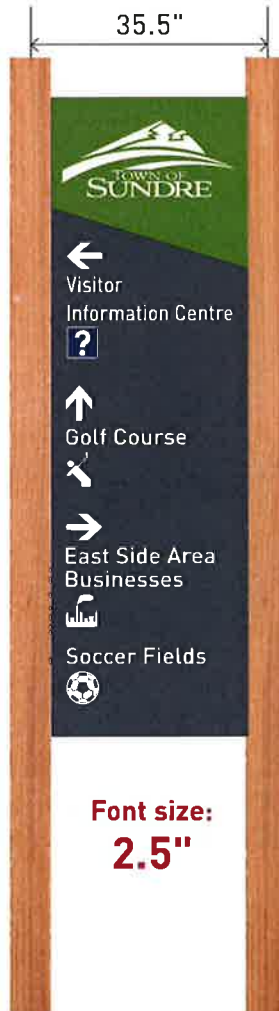 35.5"
TOWN OF
SUNDRE
Visitor
Information Centre
?
Golf Course
East Side Area
Businesses
Soccer Fields
Font size:
2.5"